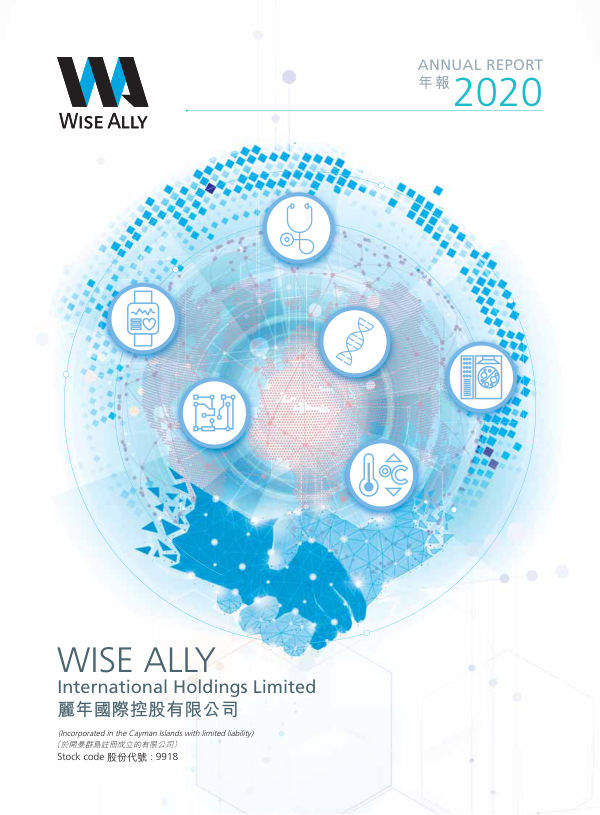 WISE ALLY
ANNUAL REPORT
年報 2020
°C
WISE ALLY
International Holdings Limited
麗年國際控股有限公司
(Incorporated in the Cayman Islands with limited liability)
(於開曼群島註冊成立的有限公司)
Stock code 股份代號 : 9918